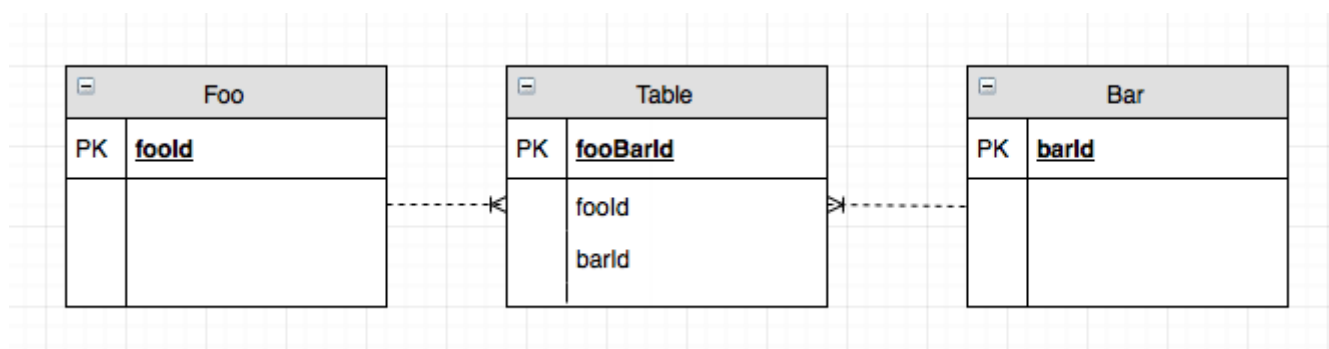 Foo
PK fooId
Table
PK fooBarId
fooId
barId
Bar
PK barId